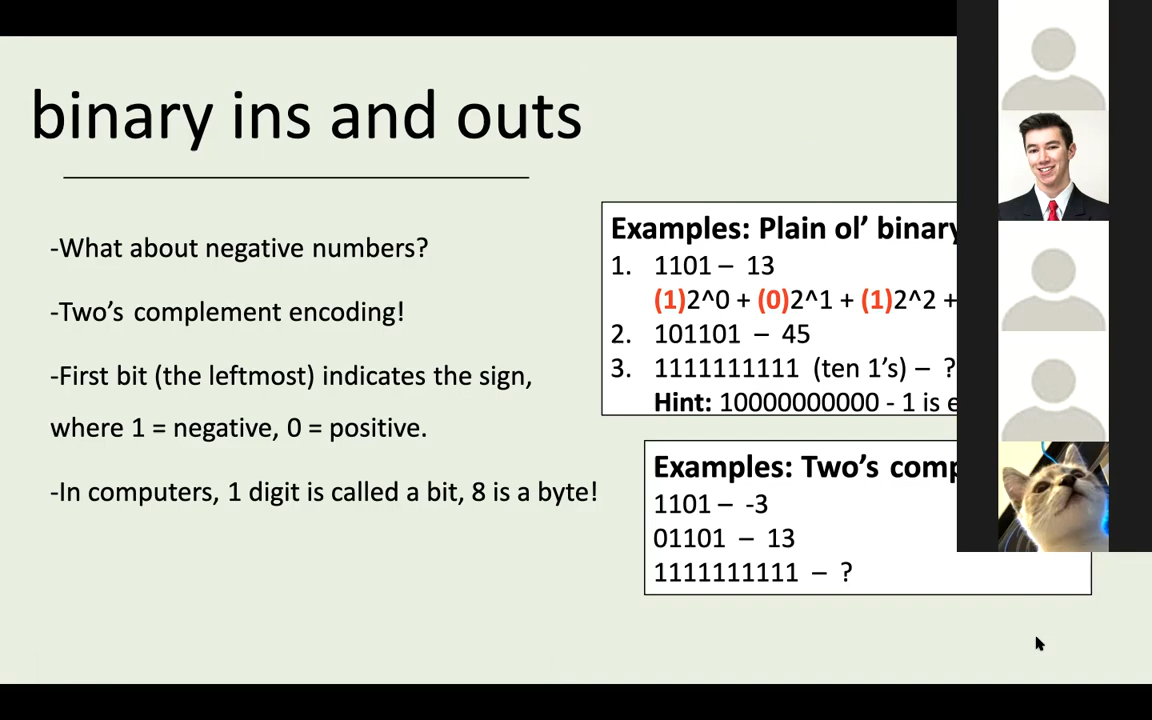 binary ins and outs
-What about negative numbers?
-Two's complement encoding!
-First bit (the leftmost) indicates the sign,
where 1 = negative, 0 = positive.
-In computers, 1 digit is called a bit, 8 is a byte!
Examples: Plain ol' binary
1. 1101 – 13
(1)2^0 + (0)2^1 + (1)2^2 +
2. 101101 – 45
3. 1111111111 (ten 1's) – ?
Hint: 10000000000 - 1 is
Examples: Two's
1101 – -3
01101 – 13
1111111111 – ?